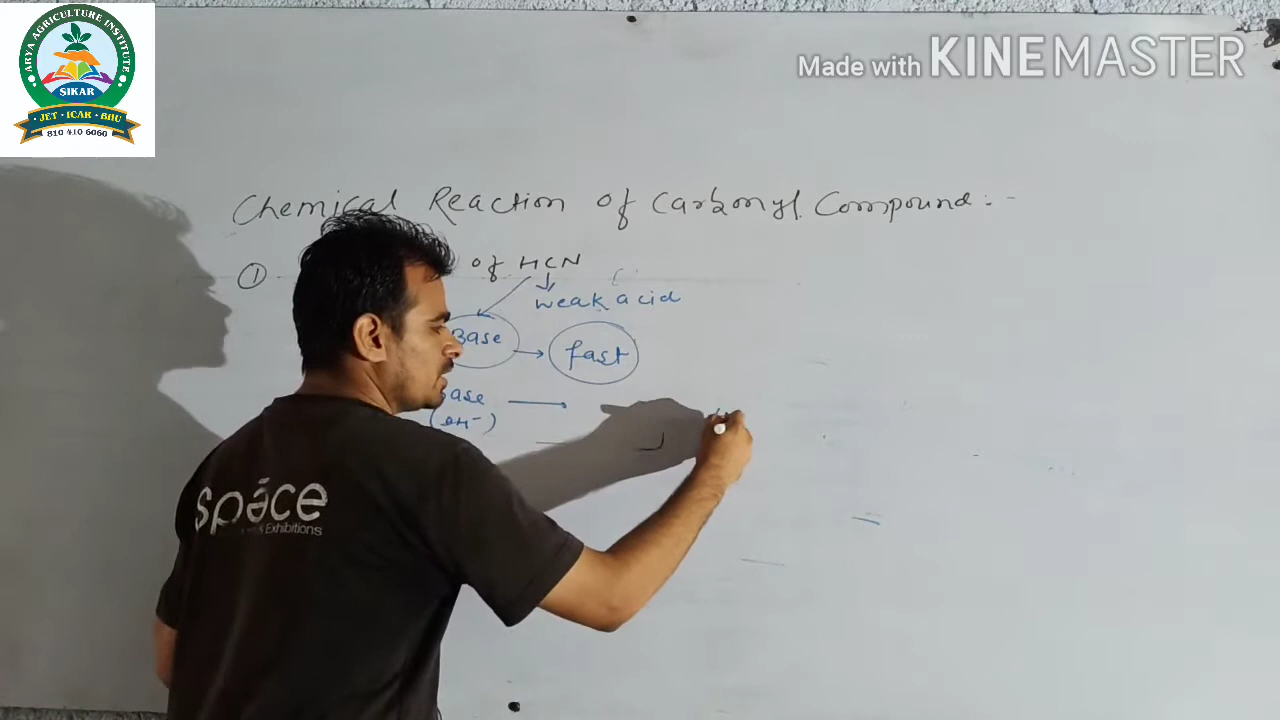 ARYA AGRICULTURE INSTITUTE
SIKAR
• JET • ICAR • BHU
810 410 6060
Made with KINEMASTER
Chemical Reaction of Carbonyl Compound :-
① of HCN
weak acid
Base → fast
Base →
space
Exhibitions